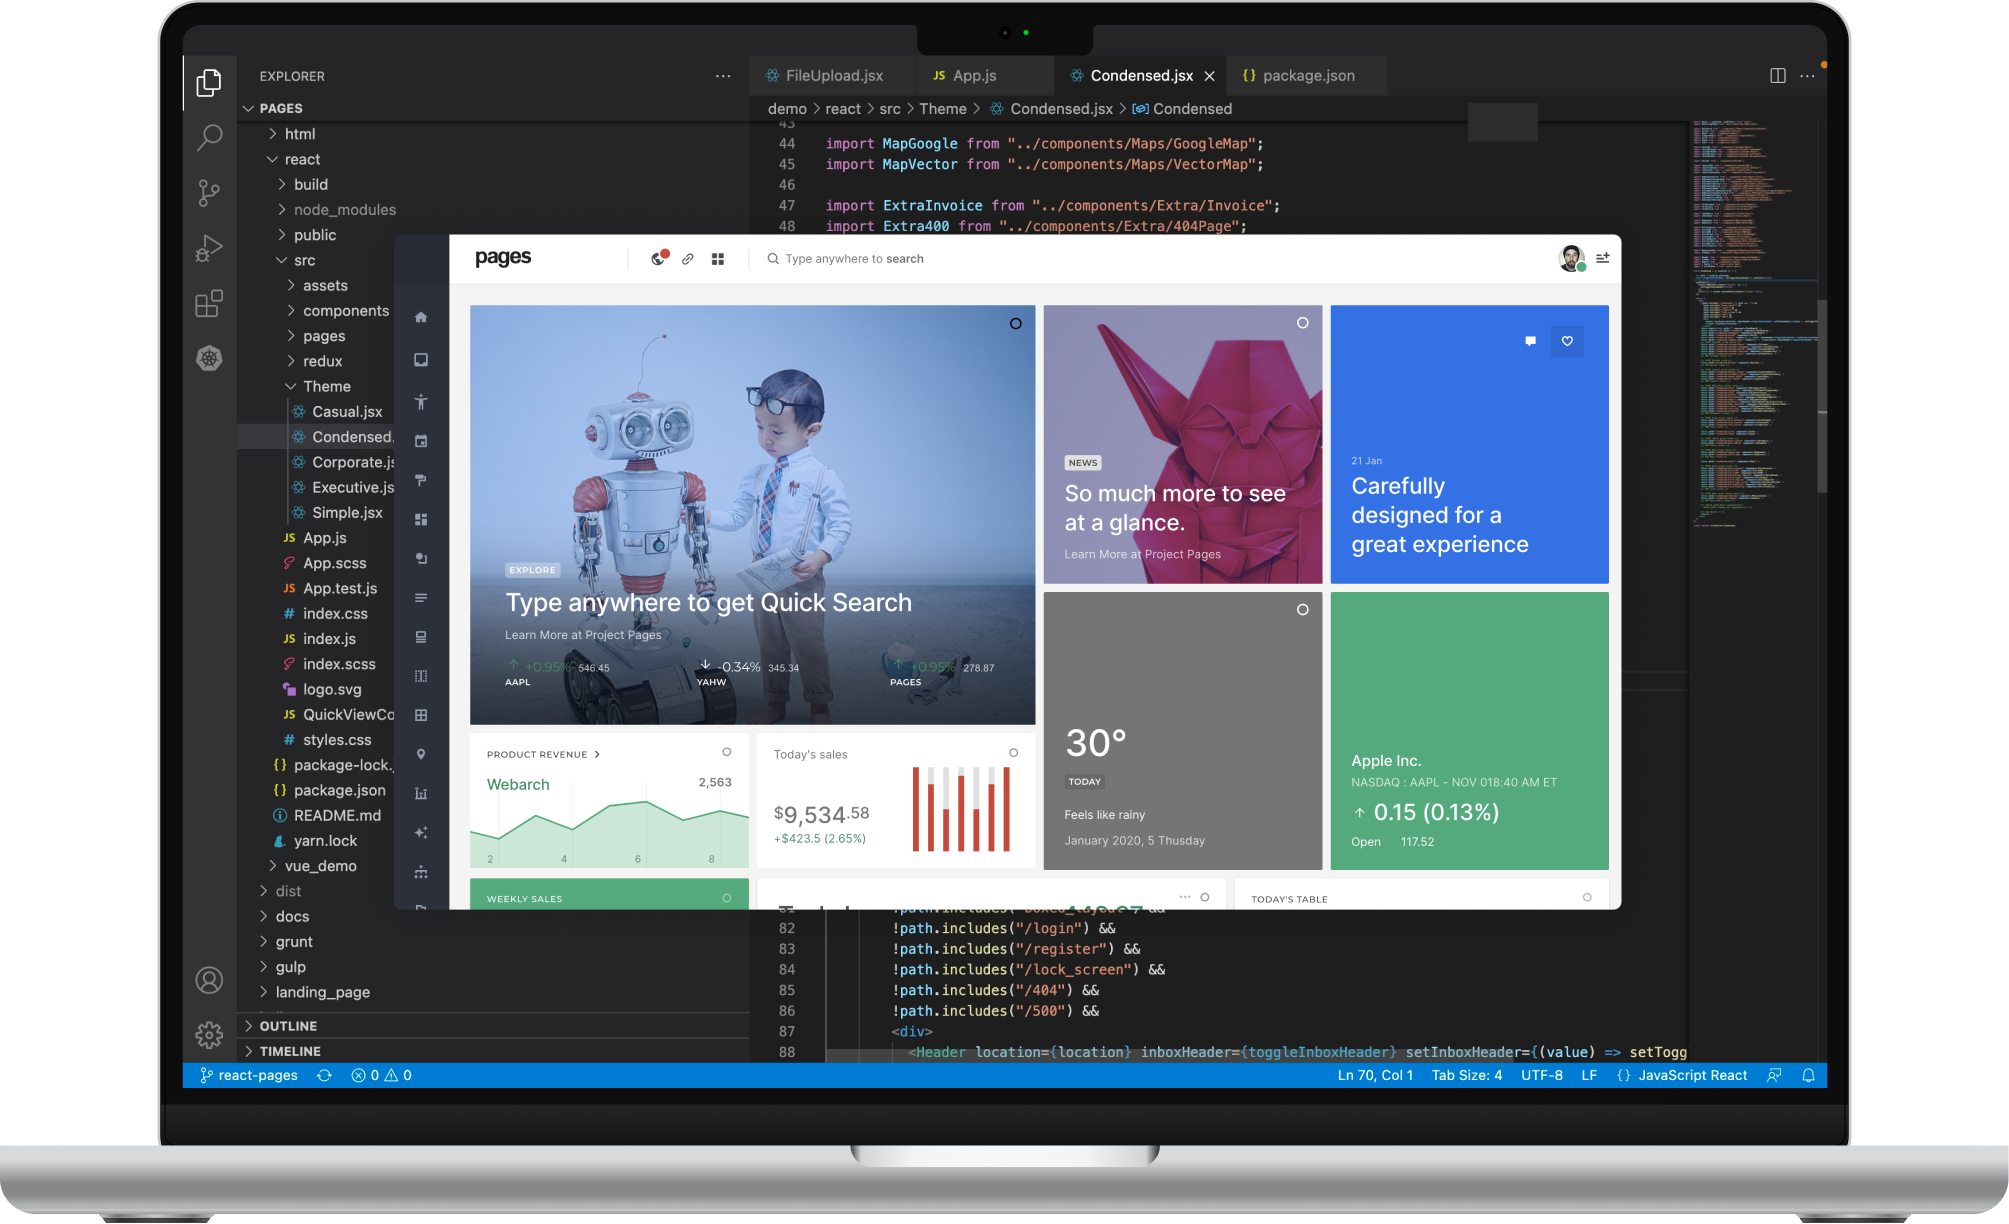 EXPLORER
PAGES
html
react
build
node_modules
public
src
assets
components
pages
redux
Theme
Casual.jsx
Condensed.
Corporate.js
Executive.js
Simple.jsx
JS App.js
App.scss
JS App.test.js
# index.css
JS index.js
index.scss
logo.svg
JS QuickViewCo
# styles.css
{} package-lock.
{} package.json
README.md
yarn.lock
vue_demo
dist
docs
grunt
gulp
landing_page
OUTLINE
TIMELINE
FileUpload.jsx
JS App.js
Condensed.jsx
{} package.json
demo > react > src > Theme > Condensed.jsx > Condensed
43
44 import MapGoogle from "../components/Maps/GoogleMap";
45 import MapVector from "../components/Maps/VectorMap";
46
47 import ExtraInvoice from "../components/Extra/Invoice";
48 import Extra400 from "../components/Extra/404Page";
pages
Type anywhere to search
EXPLORE
Type anywhere to get Quick Search
Learn More at Project Pages
+0.95% 546.45
AAPL
-0.34% 345.34
YAHW
+0.95% 278.87
PAGES
NEWS
So much more to see
at a glance.
Learn More at Project Pages
21 Jan
Carefully
designed for a
great experience
PRODUCT REVENUE >
Webarch
2,563
2 4 6 8
Today's sales
$9,534.58
+$423.5 (2.65%)
30°
TODAY
Feels like rainy
January 2020, 5 Thusday
Apple Inc.
NASDAQ : AAPL - NOV 018:40 AM ET
0.15 (0.13%)
Open 117.52
WEEKLY SALES
TODAY'S TABLE
81 !path.includes("boxed_layout") &&
82 !path.includes("/login") &&
83 !path.includes("/register") &&
84 !path.includes("/lock_screen") &&
85 !path.includes("/404") &&
86 !path.includes("/500") &&
87 <div>
88 <Header location={location} inboxHeader={toggleInboxHeader} setInboxHeader={(value) => setTogg
react-pages
0 0
Ln 70, Col 1
Tab Size: 4
UTF-8
LF
{} JavaScript React